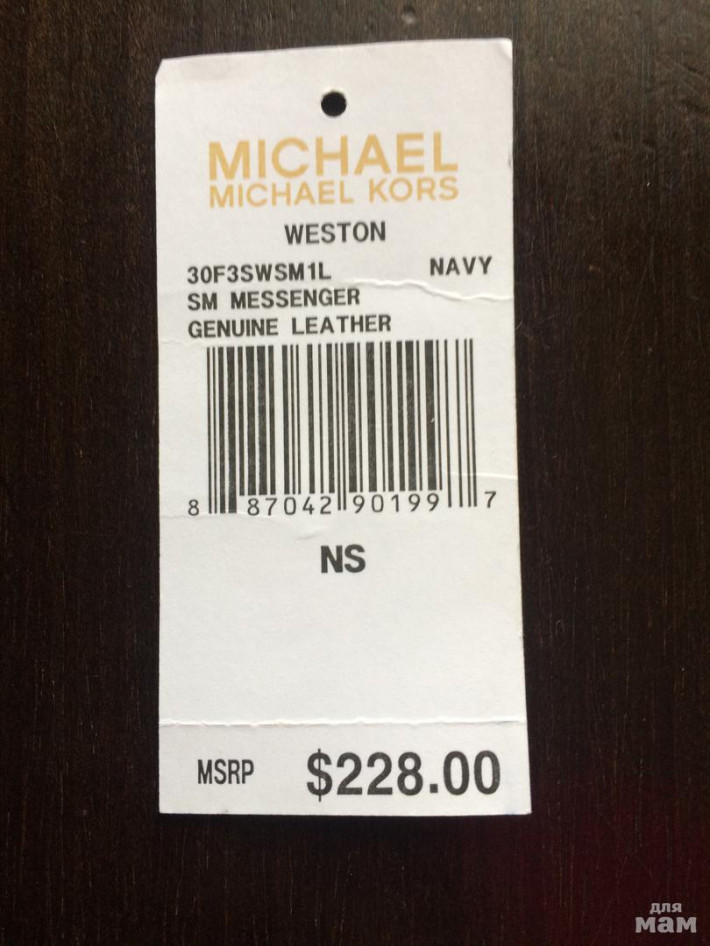 MICHAEL
MICHAEL KORS
WESTON
30F3SWSM1L NAVY
SM MESSENGER
GENUINE LEATHER
8 87042 90199 7
NS
MSRP $228.00
для
мам